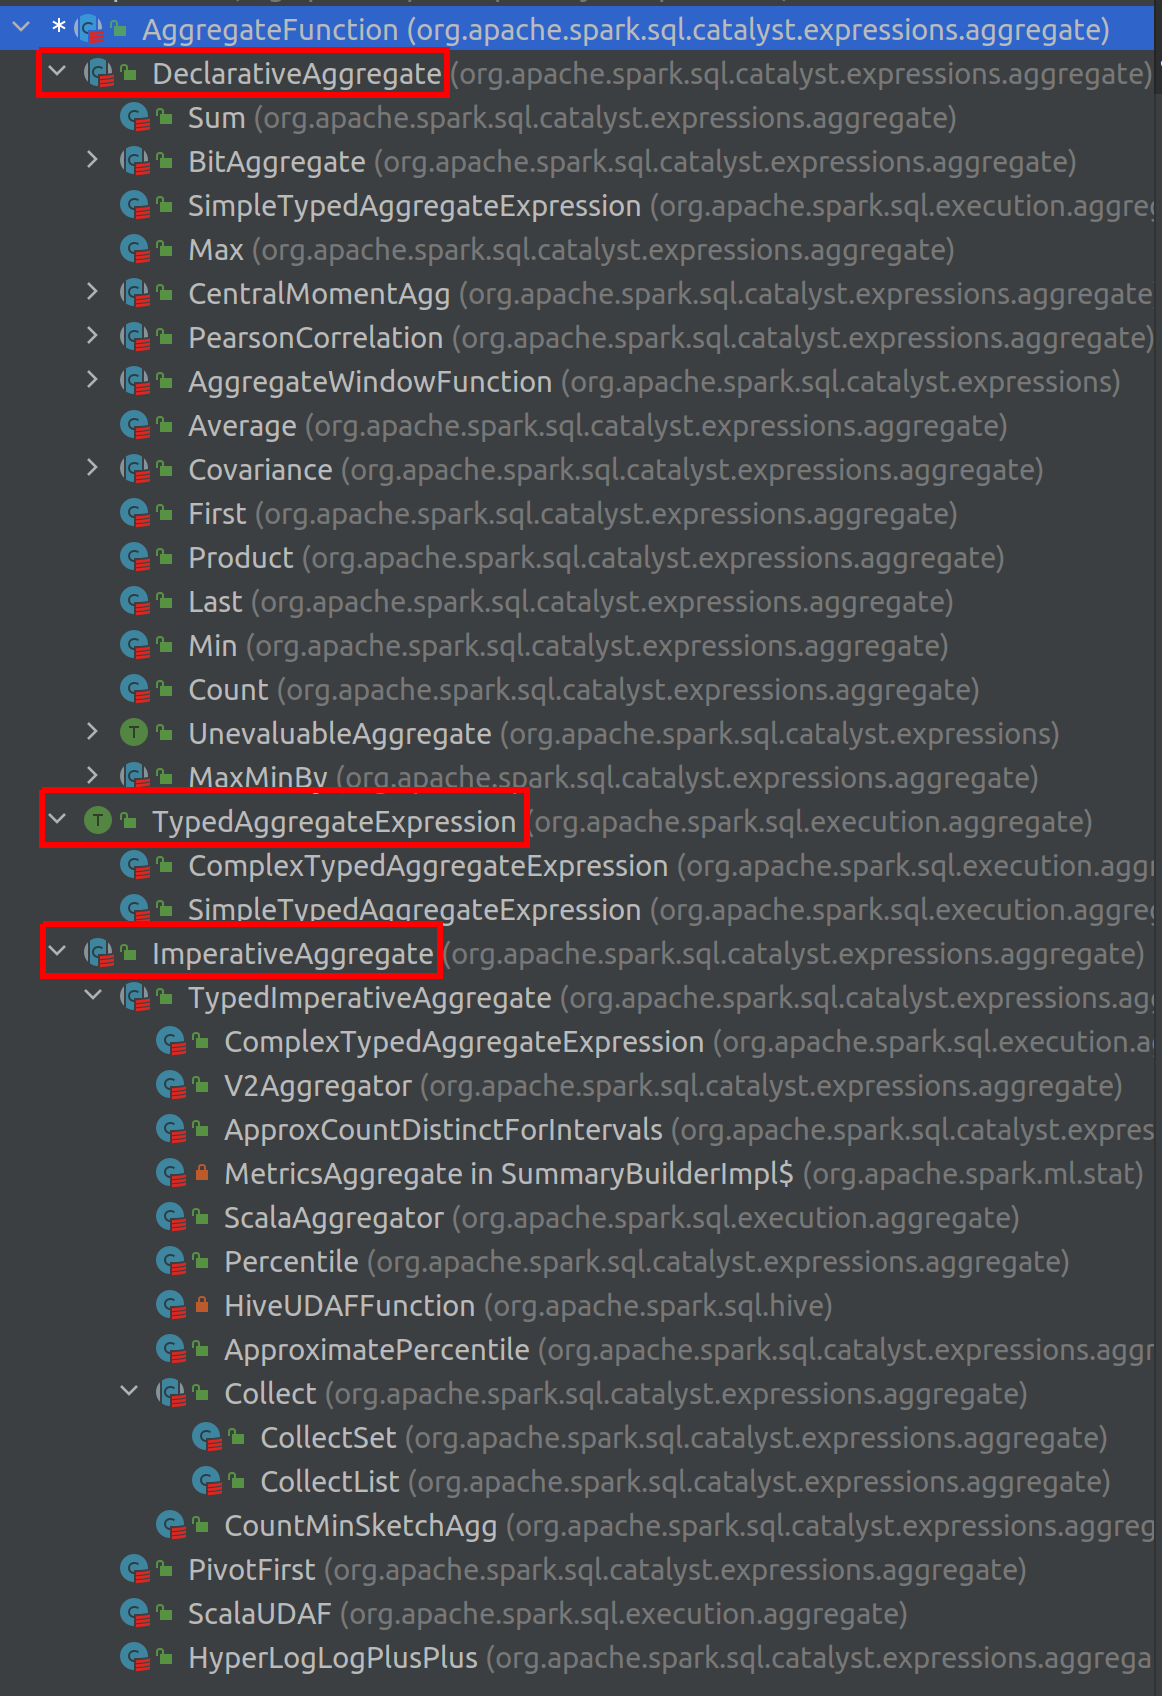 * AggregateFunction (org.apache.spark.sql.catalyst.expressions.aggregate)
DeclarativeAggregate (org.apache.spark.sql.catalyst.expressions.aggregate)
Sum (org.apache.spark.sql.catalyst.expressions.aggregate)
BitAggregate (org.apache.spark.sql.catalyst.expressions.aggregate)
SimpleTypedAggregateExpression (org.apache.spark.sql.execution.aggre
Max (org.apache.spark.sql.catalyst.expressions.aggregate)
CentralMomentAgg (org.apache.spark.sql.catalyst.expressions.aggregate
PearsonCorrelation (org.apache.spark.sql.catalyst.expressions.aggregate)
AggregateWindowFunction (org.apache.spark.sql.catalyst.expressions)
Average (org.apache.spark.sql.catalyst.expressions.aggregate)
Covariance (org.apache.spark.sql.catalyst.expressions.aggregate)
First (org.apache.spark.sql.catalyst.expressions.aggregate)
Product (org.apache.spark.sql.catalyst.expressions.aggregate)
Last (org.apache.spark.sql.catalyst.expressions.aggregate)
Min (org.apache.spark.sql.catalyst.expressions.aggregate)
Count (org.apache.spark.sql.catalyst.expressions.aggregate)
UnevaluableAggregate (org.apache.spark.sql.catalyst.expressions)
MaxMinBy (org.apache.spark.sql.catalyst.expressions.aggregate)
TypedAggregateExpression (org.apache.spark.sql.execution.aggregate)
ComplexTypedAggregateExpression (org.apache.spark.sql.execution.aggr
SimpleTypedAggregateExpression (org.apache.spark.sql.execution.aggre
ImperativeAggregate (org.apache.spark.sql.catalyst.expressions.aggregate)
TypedImperativeAggregate (org.apache.spark.sql.catalyst.expressions.ag
ComplexTypedAggregateExpression (org.apache.spark.sql.execution.a
V2Aggregator (org.apache.spark.sql.catalyst.expressions.aggregate)
ApproxCountDistinctForIntervals (org.apache.spark.sql.catalyst.expres
MetricsAggregate in SummaryBuilderImpl$ (org.apache.spark.ml.stat)
ScalaAggregator (org.apache.spark.sql.execution.aggregate)
Percentile (org.apache.spark.sql.catalyst.expressions.aggregate)
HiveUDAFFunction (org.apache.spark.sql.hive)
ApproximatePercentile (org.apache.spark.sql.catalyst.expressions.aggr
Collect (org.apache.spark.sql.catalyst.expressions.aggregate)
CollectSet (org.apache.spark.sql.catalyst.expressions.aggregate)
CollectList (org.apache.spark.sql.catalyst.expressions.aggregate)
CountMinSketchAgg (org.apache.spark.sql.catalyst.expressions.aggreg
PivotFirst (org.apache.spark.sql.catalyst.expressions.aggregate)
ScalaUDAF (org.apache.spark.sql.execution.aggregate)
HyperLogLogPlusPlus (org.apache.spark.sql.catalyst.expressions.aggrega